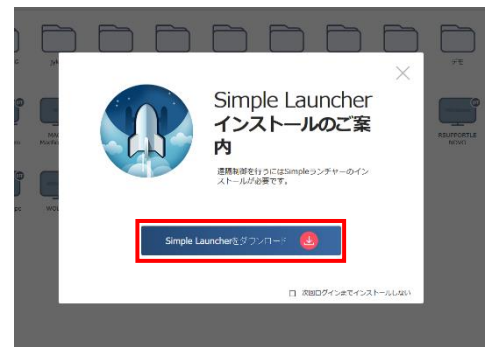 デモ
Simple Launcher
インストールのご案
内
遠隔制御を行うにはSimpleランチャーのイン
ストールが必要です。
Simple Launcherをダウンロード
次回ログインまでインストールしない